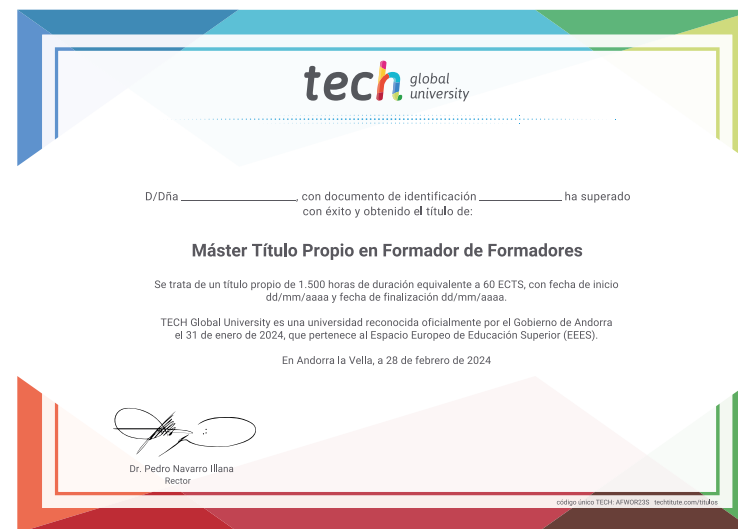 tech global university
D/Dña ____________, con documento de identificación ____________ ha superado
con éxito y obtenido el título de:
Máster Título Propio en Formador de Formadores
Se trata de un título propio de 1.500 horas de duración equivalente a 60 ECTS, con fecha de inicio
dd/mm/aaaa y fecha de finalización dd/mm/aaaa.
TECH Global University es una universidad reconocida oficialmente por el Gobierno de Andorra
el 31 de enero de 2024, que pertenece al Espacio Europeo de Educación Superior (EEES).
En Andorra la Vella, a 28 de febrero de 2024
Dr. Pedro Navarro Illana
Rector
código único TECH: AFWOR23S techtitute.com/titulos